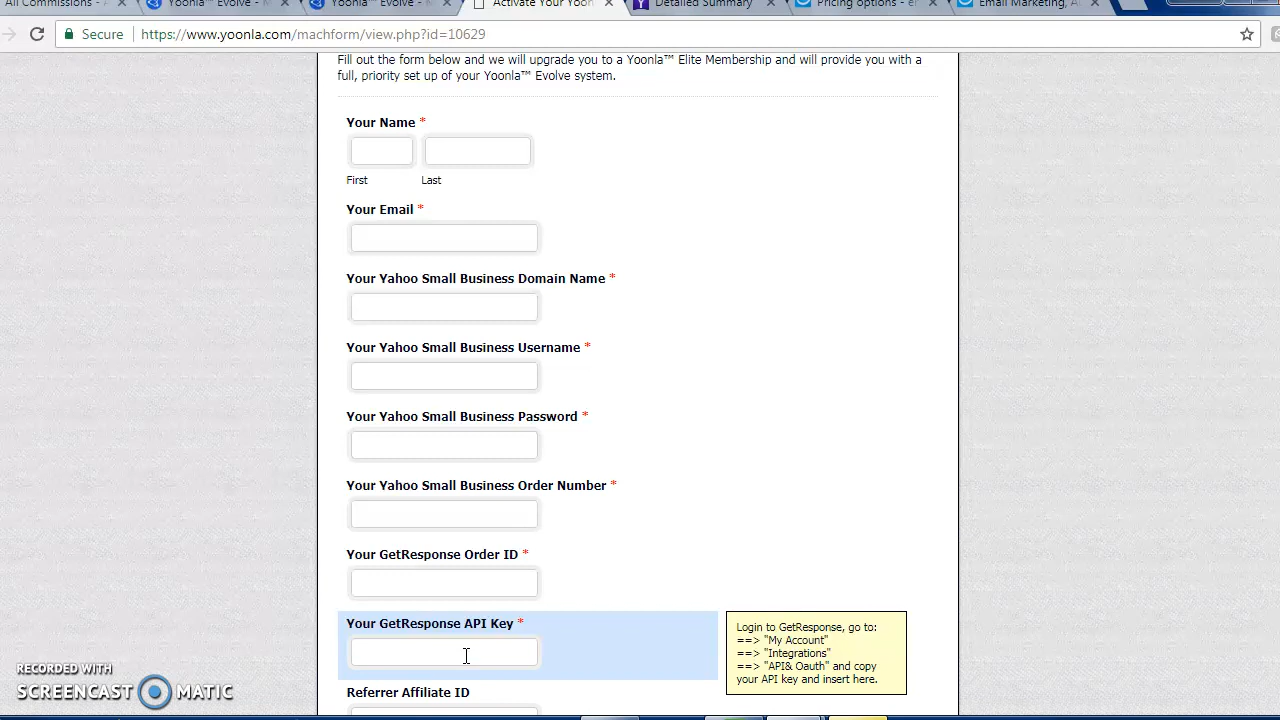 All Commissions -
Yoonla™ Evolve - 
Yoonla™ Evolve - 
Activate Your Yoon
Detailed Summary
Pricing options - e
Email Marketing, A
Secure
https://www.yoonla.com/machform/view.php?id=10629
Fill out the form below and we will upgrade you to a Yoonla™ Elite Membership and will provide you with a
full, priority set up of your Yoonla™ Evolve system.
Your Name *
First Last
Your Email *
Your Yahoo Small Business Domain Name *
Your Yahoo Small Business Username *
Your Yahoo Small Business Password *
Your Yahoo Small Business Order Number *
Your GetResponse Order ID *
Your GetResponse API Key *
Login to GetResponse, go to:
==> "My Account"
==> "Integrations"
==> "API& Oauth" and copy
your API key and insert here.
Referrer Affiliate ID
RECORDED WITH
SCREENCAST MATIC